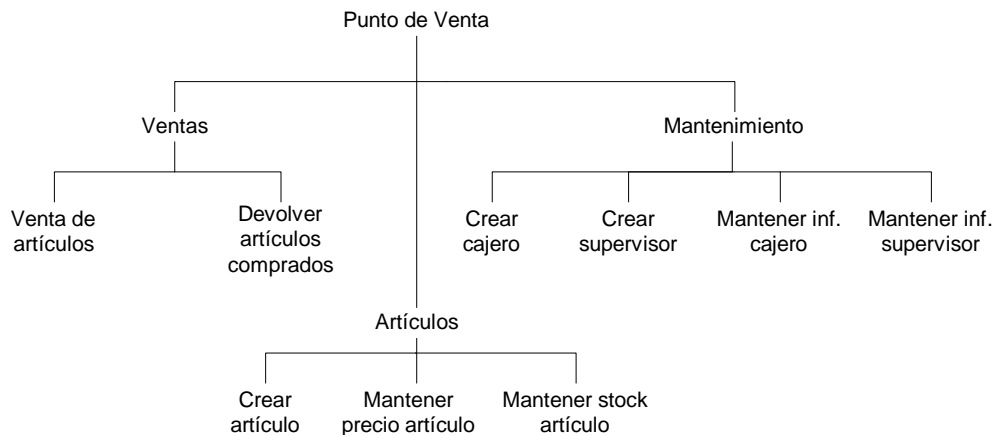 Punto de Venta
Ventas
Mantenimiento
Venta de
artículos
Devolver
artículos
comprados
Crear
cajero
Crear
supervisor
Mantener inf.
cajero
Mantener inf.
supervisor
Artículos
Crear
artículo
Mantener
precio artículo
Mantener stock
artículo